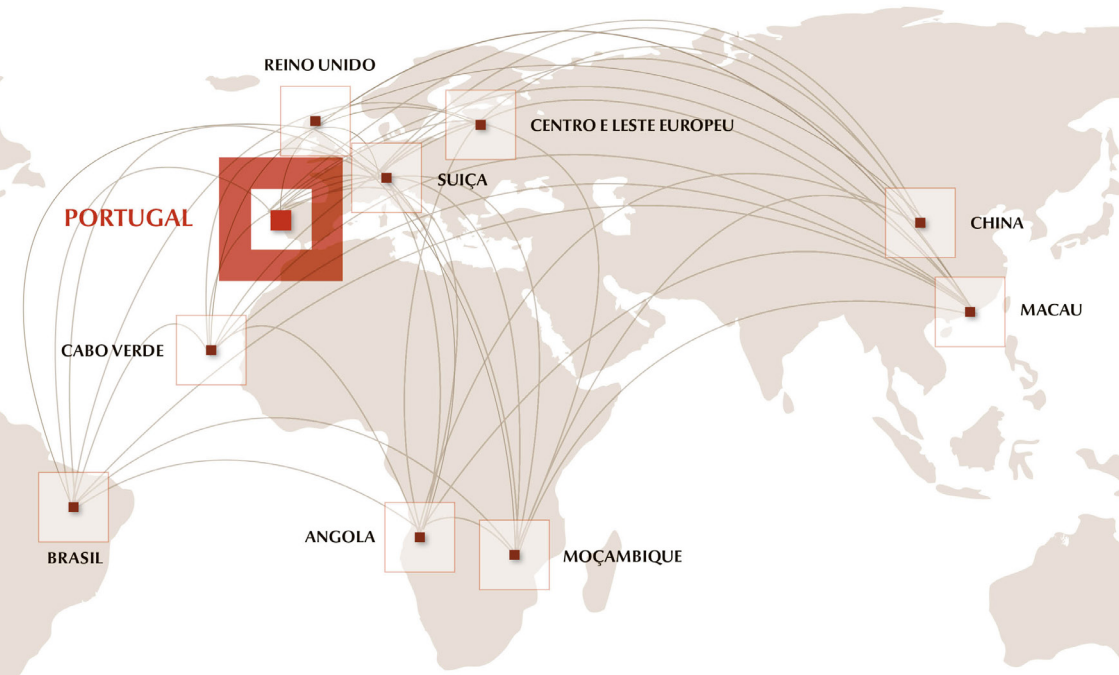 REINO UNIDO
CENTRO E LESTE EUROPEU
SUIÇA
PORTUGAL
CHINA
MACAU
CABO VERDE
ANGOLA
MOÇAMBIQUE
BRASIL